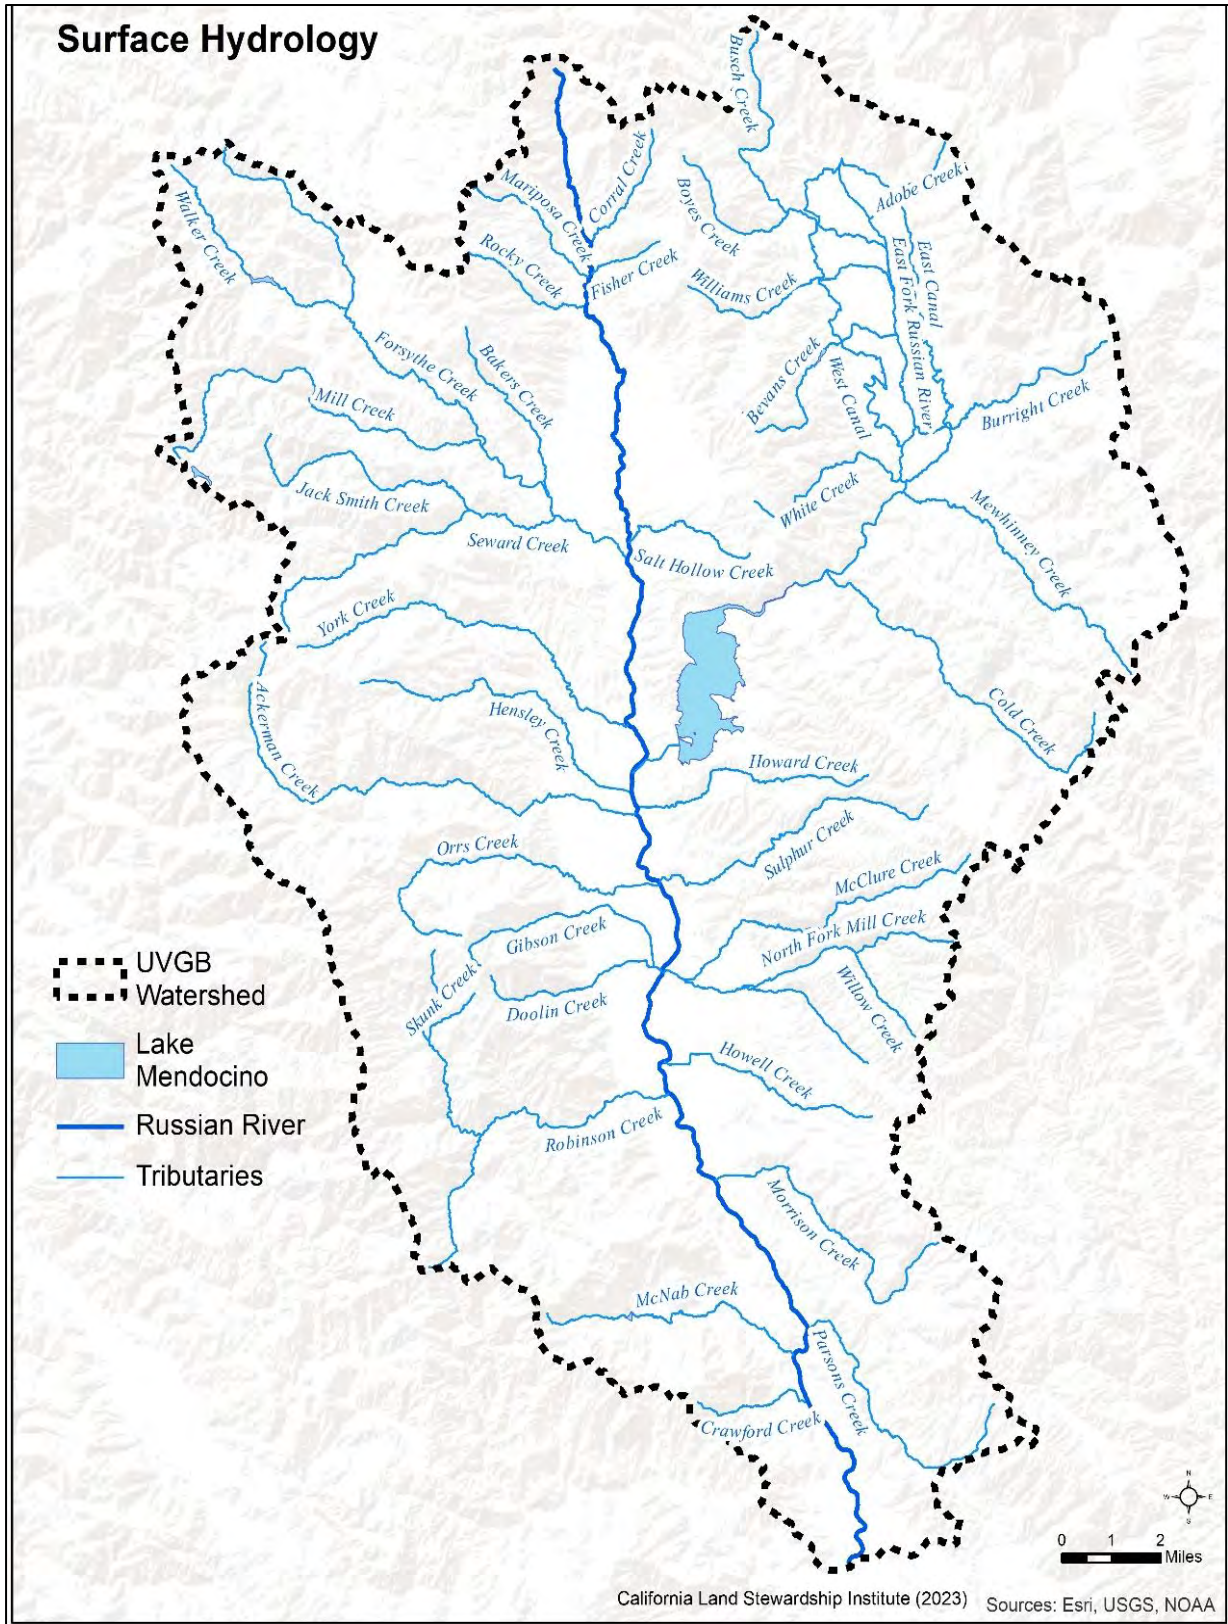 Surface Hydrology
Busch Creek
Corral Creek
Mariposa Creek
Walker Creek
Boyes Creek
Adobe Creek
Rocky Creek
Fisher Creek
Williams Creek
East Canal
East Fork Russian River
Forsythe Creek
Bakers Creek
Bevans Creek
West Canal
Mill Creek
Burright Creek
Jack Smith Creek
White Creek
Mewhinney Creek
Seward Creek
Salt Hollow Creek
York Creek
Ackerman Creek
Hensley Creek
Cold Creek
Howard Creek
Orrs Creek
Sulphur Creek
McClure Creek
North Fork Mill Creek
Gibson Creek
Skunk Creek
Doolin Creek
Willow Creek
Howell Creek
Robinson Creek
Morrison Creek
McNab Creek
Parsons Creek
Crawford Creek
UVGB
Watershed
Lake
Mendocino
Russian River
Tributaries
N
W
E
S
0 1 2
Miles
California Land Stewardship Institute (2023)
Sources: Esri, USGS, NOAA